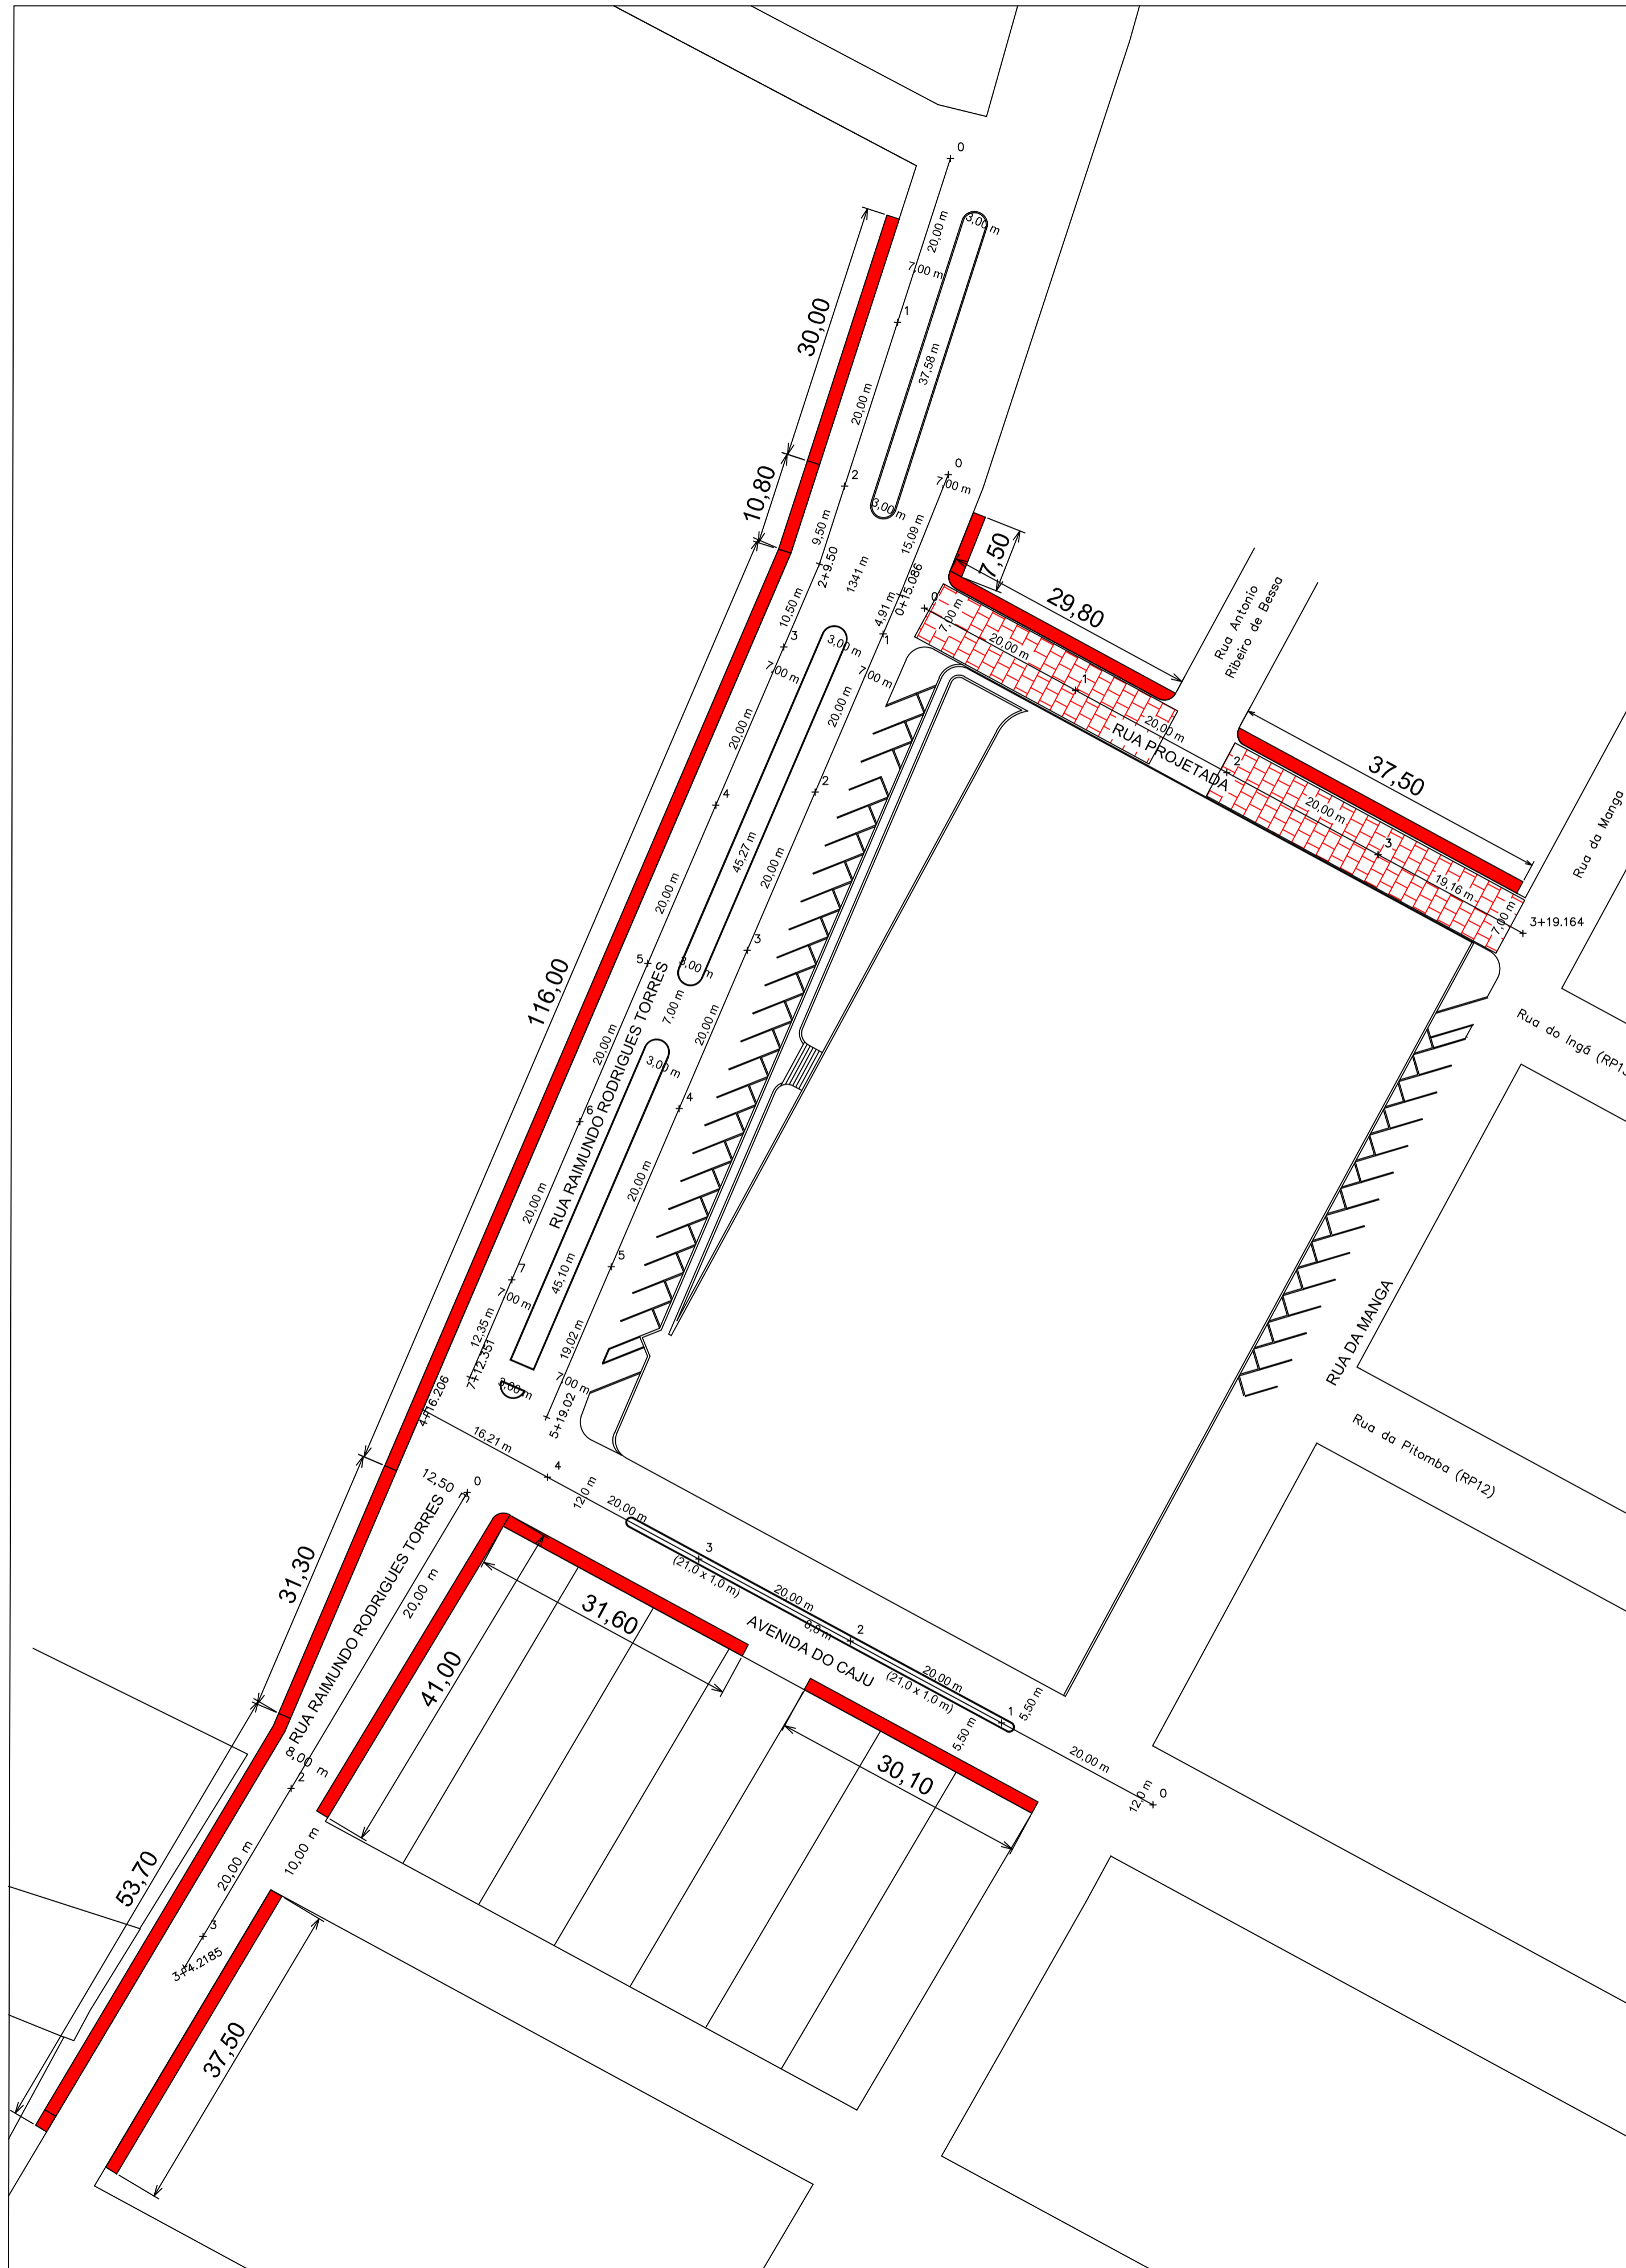 0
20,00 m
3,00 m
7,00 m
1
30,00
37,58 m
20,00 m
2
0
7,00 m
3,00 m
10,80
9,50 m
15,09 m
2+9.50
1341 m
7,50
4,91 m
0+15.086
0
7,00 m
29,80
Rua Antonio
Ribeiro de Bessa
10,50 m
3
3,00 m
1
7,00 m
7,00 m
20,00 m
1
20,00 m
RUA PROJETADA
2
37,50
20,00 m
3
19,16 m
7,00 m
3+19.164
Rua da Manga
20,00 m
20,00 m
4
2
45,27 m
20,00 m
20,00 m
5
3,00 m
3
116,00
7,00 m
20,00 m
20,00 m
3,00 m
RUA RAIMUNDO RODRIGUES TORRES
4
6
20,00 m
20,00 m
45,10 m
5
7
7,00 m
12,35 m
7+12.351
19,02 m
3,00 m
7,00 m
5+19.02
4+16.206
16,21 m
4
12,0 m
Rua do Ingá (RP13
RUA DA MANGA
Rua da Pitomba (RP12)
12,50
0
31,30
RUA RAIMUNDO RODRIGUES TORRES
20,00 m
20,00 m
3
(21,0 x 1,0 m)
20,00 m
2
31,60
41,00
AVENIDA DO CAJU
(21,0 x 1,0 m)
20,00 m
1
5,50 m
5,50 m
30,10
20,00 m
12,0 m
0
8,00 m
2
53,70
20,00 m
10,00 m
3
3+4.2185
37,50